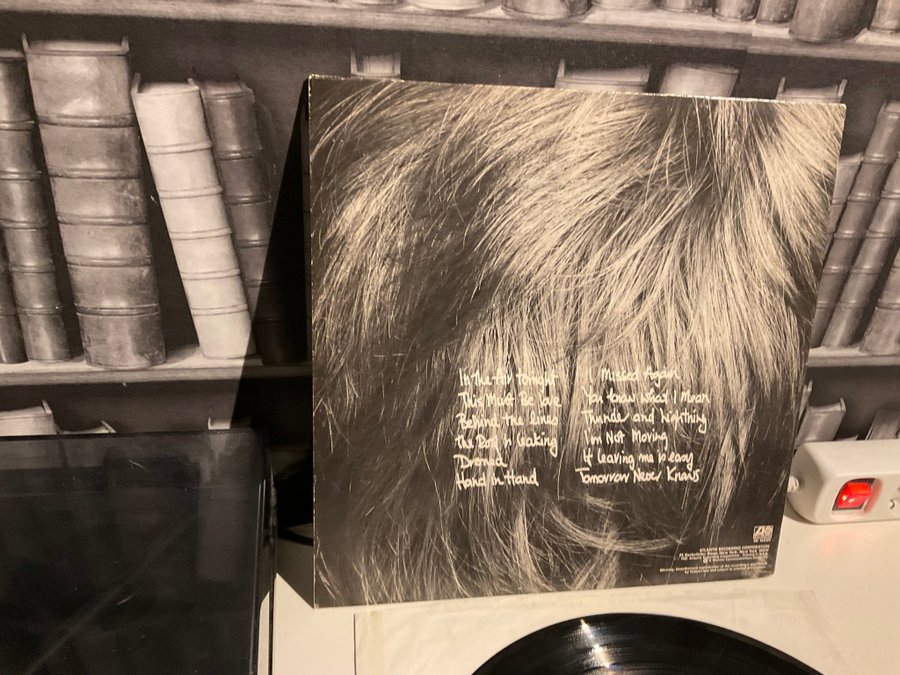 In the Air Tonight
This Must Be Love
Behind The Lines
the Roof is leaking
Droned
Hand in Hand
I Missed Again
You know What I Mean
Thunder and lightning
I'm Not Moving
If leaving me is easy
Tomorrow Never Knows
ATLANTIC RECORDING CORPORATION